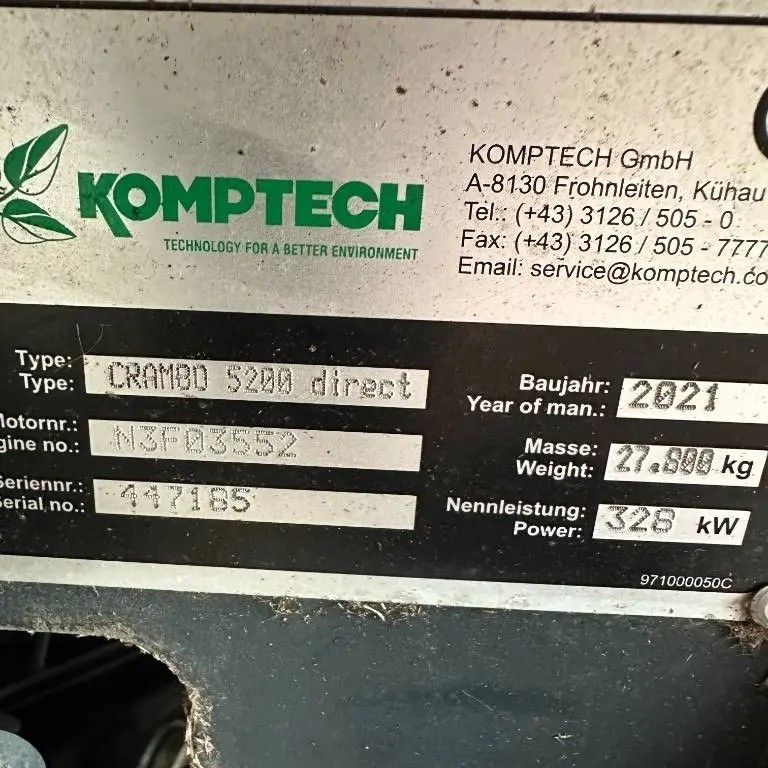 KOMPTECH
TECHNOLOGY FOR A BETTER ENVIRONMENT
KOMPTECH GmbH
A-8130 Frohnleiten, Kühau
Tel.: (+43) 3126 / 505 - 0
Fax: (+43) 3126 / 505 - 7777
Email: service@komptech.co
Type:
Type: CRAMBO 5200 direct
Motornr.:
gine no.: N3F03552
Seriennr.:
Serial no.: 447185
Baujahr:
Year of man.: 2021
Masse:
Weight: 27.800 kg
Nennleistung:
Power: 328 kW
971000050C